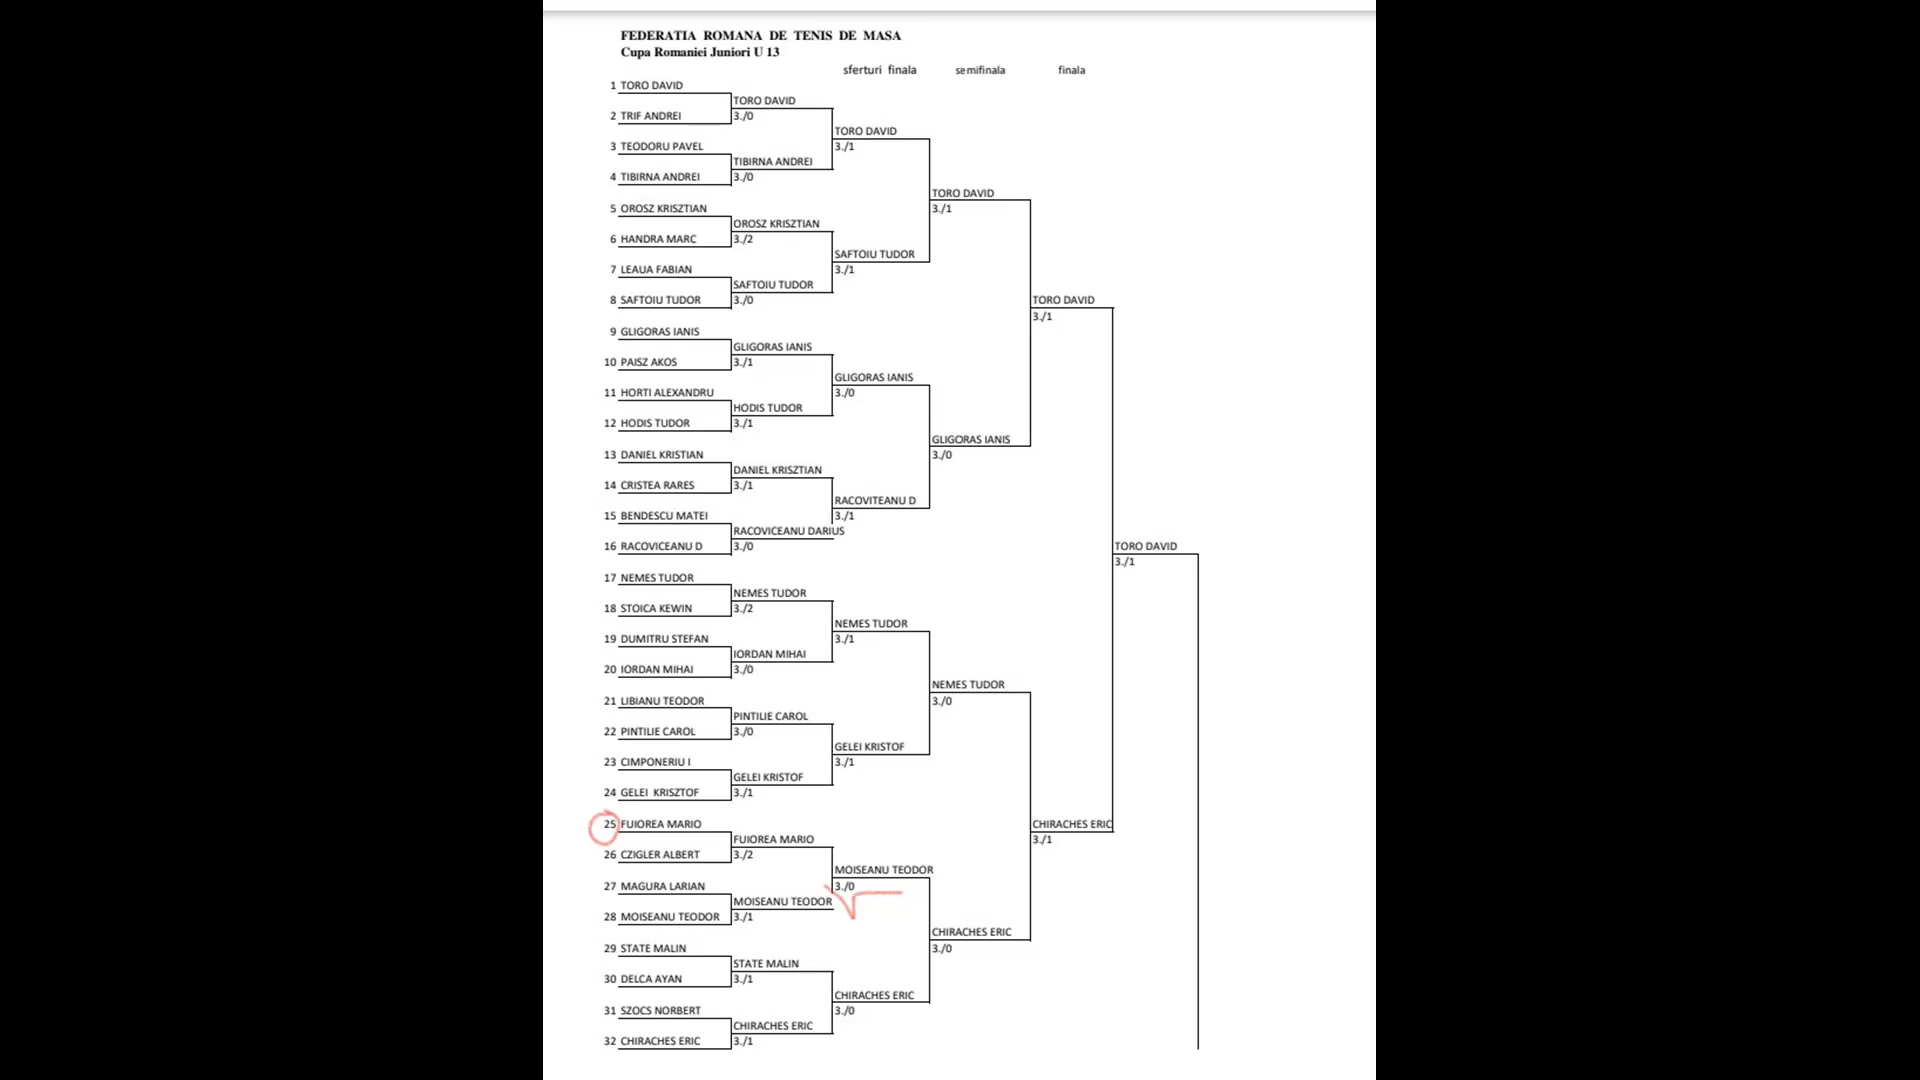 FEDERATIA ROMANA DE TENIS DE MASA
Cupa Romaniei Juniori U 13
sferturi finala semifinala finala
1 TORO DAVID
TORO DAVID
2 TRIF ANDREI 3./0
TORO DAVID
3 TEODORU PAVEL 3./1
TIBIRNA ANDREI
4 TIBIRNA ANDREI 3./0
TORO DAVID
5 OROSZ KRISZTIAN 3./1
OROSZ KRISZTIAN
6 HANDRA MARC 3./2
SAFTOIU TUDOR
7 LEAUA FABIAN 3./1
SAFTOIU TUDOR
8 SAFTOIU TUDOR 3./0 TORO DAVID
3./1
9 GLIGORAS IANIS
GLIGORAS IANIS
10 PAISZ AKOS 3./1
GLIGORAS IANIS
11 HORTI ALEXANDRU 3./0
HODIS TUDOR
12 HODIS TUDOR 3./1
GLIGORAS IANIS
13 DANIEL KRISTIAN 3./0
DANIEL KRISZTIAN
14 CRISTEA RARES 3./1
RACOVITEANU D
15 BENDESCU MATEI 3./1
RACOVICEANU DARIUS
16 RACOVICEANU D 3./0 TORO DAVID
3./1
17 NEMES TUDOR
NEMES TUDOR
18 STOICA KEWIN 3./2
NEMES TUDOR
19 DUMITRU STEFAN 3./1
IORDAN MIHAI
20 IORDAN MIHAI 3./0
NEMES TUDOR
21 LIBIANU TEODOR 3./0
PINTILIE CAROL
22 PINTILIE CAROL 3./0
GELEI KRISTOF
23 CIMPONERIU I 3./1
GELEI KRISTOF
24 GELEI KRISZTOF 3./1
25 FUIOREA MARIO CHIRACHES ERIC
FUIOREA MARIO 3./1
26 CZIGLER ALBERT 3./2
MOISEANU TEODOR
27 MAGURA LARIAN 3./0
MOISEANU TEODOR
28 MOISEANU TEODOR 3./1
CHIRACHES ERIC
29 STATE MALIN 3./0
STATE MALIN
30 DELCA AYAN 3./1
CHIRACHES ERIC
31 SZOCS NORBERT 3./0
CHIRACHES ERIC
32 CHIRACHES ERIC 3./1